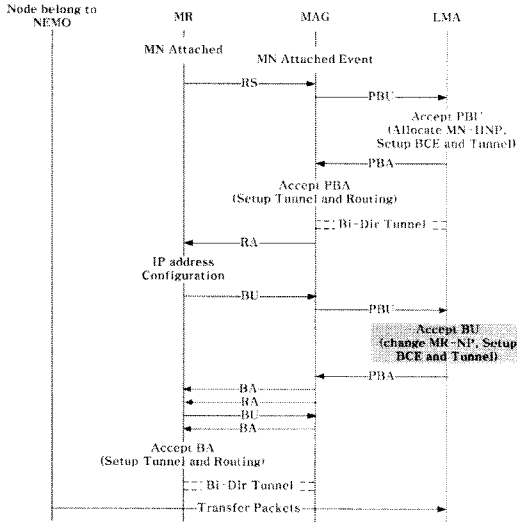 Node belong to
NEMO
MR
MAG
LMA
MN Attached
MN Attached Event
RS
PBU
Accept PBU
(Allocate MN-HNP,
Setup BCE and Tunnel)
PBA
Accept PBA
(Setup Tunnel and Routing)
Bi-Dir Tunnel
RA
IP address
Configuration
BU
PBU
Accept BU
(change MR-NP, Setup
BCE and Tunnel)
PBA
BA
RA
BU
BA
Accept BA
(Setup Tunnel and Routing)
Bi-Dir Tunnel
Transfer Packets